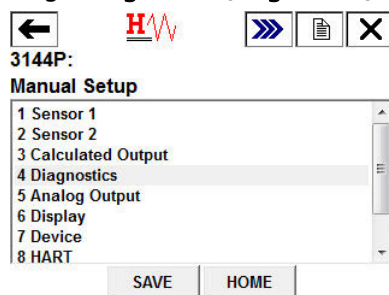 H
3144P:
Manual Setup
1 Sensor 1
2 Sensor 2
3 Calculated Output
4 Diagnostics
5 Analog Output
6 Display
7 Device
8 HART
SAVE HOME